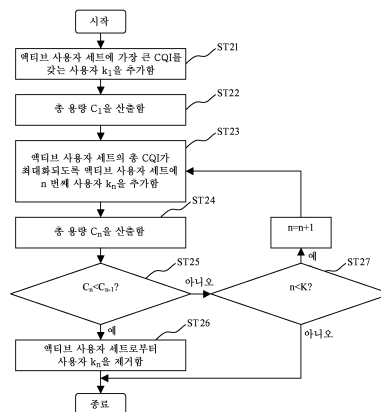 시작
액티브 사용자 세트에 가장 큰 CQI를
갖는 사용자 k1을 추가함
ST21
총 용량 C1을 산출함
ST22
액티브 사용자 세트의 총 CQI가
최대화되도록 액티브 사용자 세트에
n 번째 사용자 kn을 추가함
ST23
총 용량 Cn을 산출함
ST24
n=n+1
예
Cn<Cn-1?
ST25
아니오
n<K?
ST27
예
아니오
액티브 사용자 세트로부터
사용자 kn을 제거함
ST26
종료